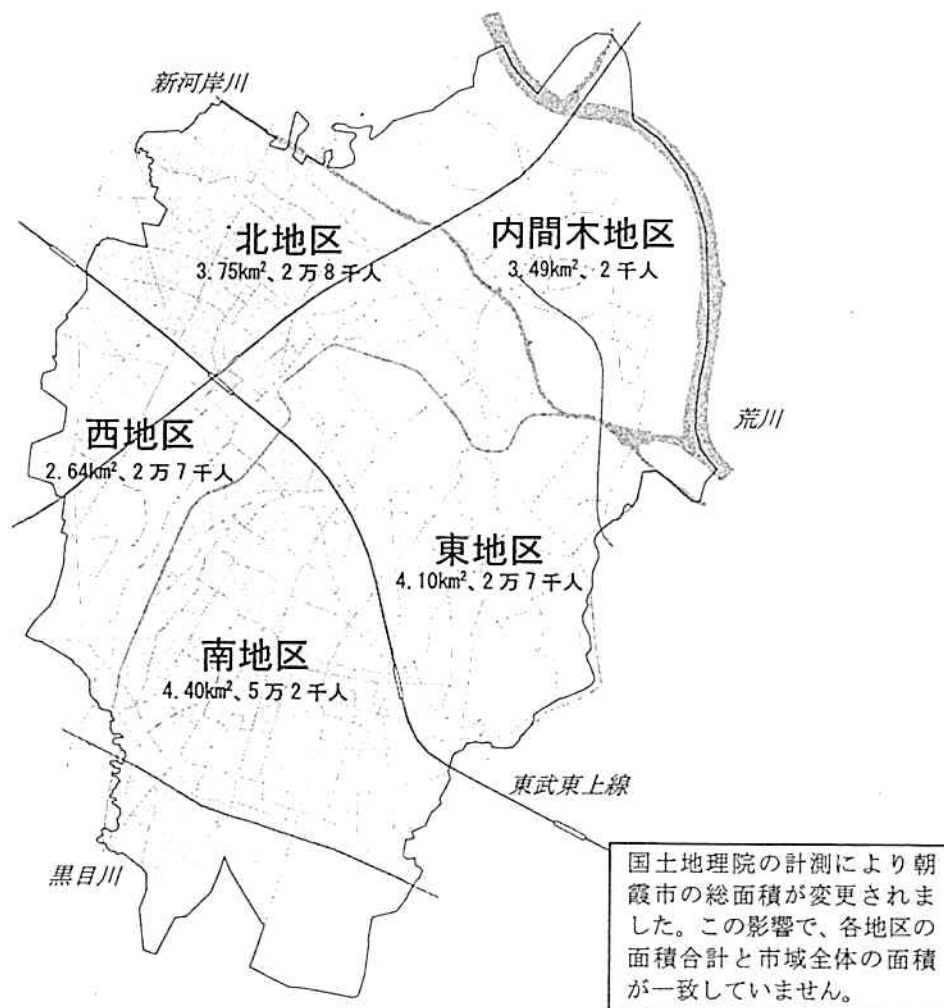 新河岸川
北地区
3.75km²、2万8千人
内間木地区
3.49km²、2千人
荒川
西地区
2.64km²、2万7千人
東地区
4.10km²、2万7千人
南地区
4.40km²、5万2千人
東武東上線
黒目川
国土地理院の計測により朝
霞市の総面積が変更されま
した。この影響で、各地区の
面積合計と市域全体の面積
が一致していません。